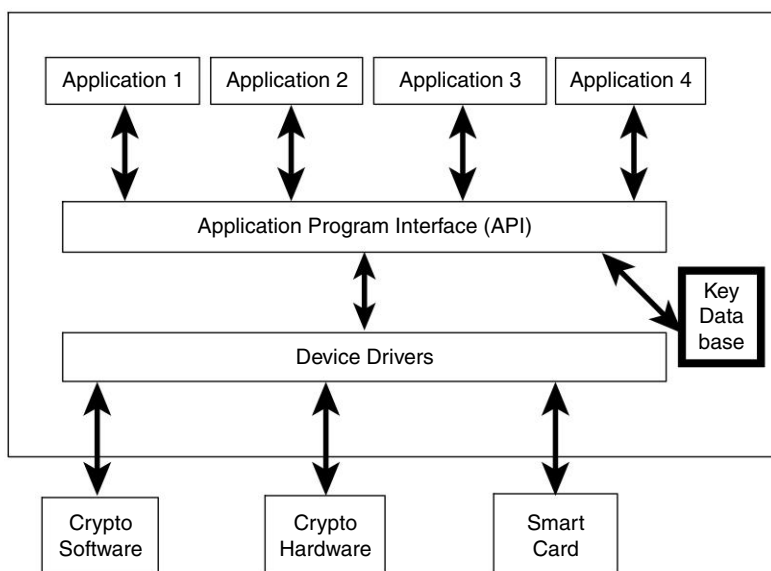 Application 1
Application 2
Application 3
Application 4
Application Program Interface (API)
Key
Data
base
Device Drivers
Crypto
Software
Crypto
Hardware
Smart
Card